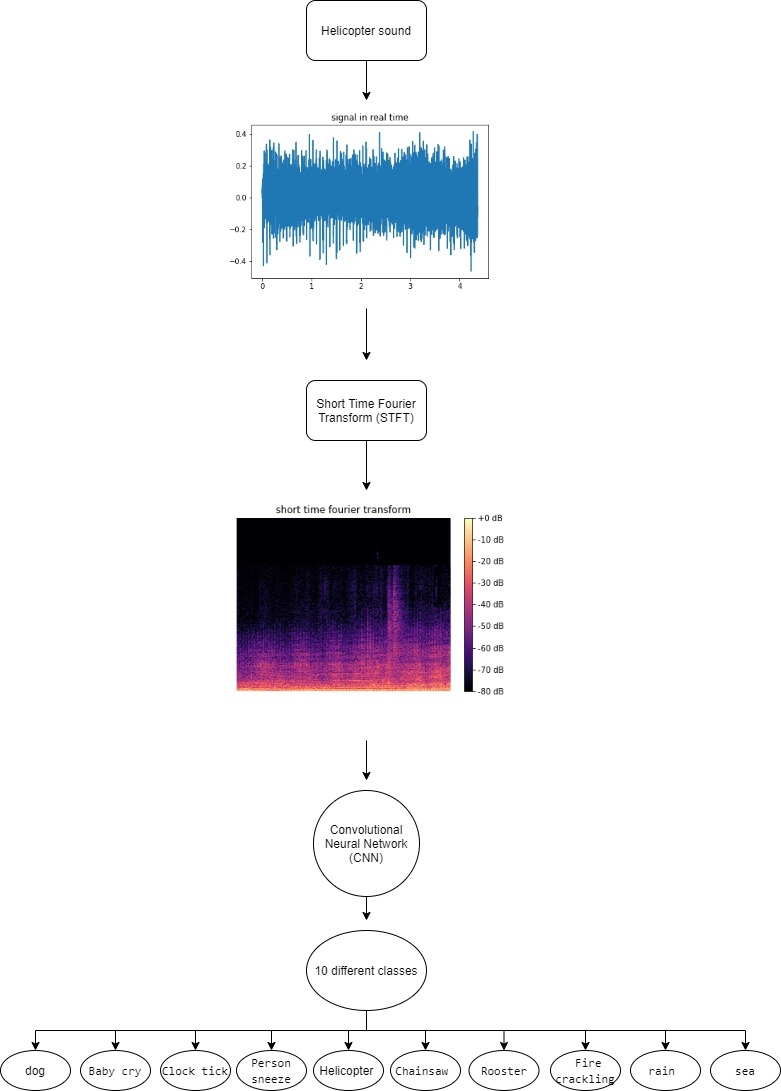 Helicopter sound
signal in real time
0.4
0.2
0.0
−0.2
−0.4
0 1 2 3 4
Short Time Fourier
Transform (STFT)
short time fourier transform
+0 dB
-10 dB
-20 dB
-30 dB
-40 dB
-50 dB
-60 dB
-70 dB
-80 dB
Convolutional
Neural Network
(CNN)
10 different classes
dog
Baby cry
Clock tick
Person
sneeze
Helicopter
Chainsaw
Rooster
Fire
crackling
rain
sea